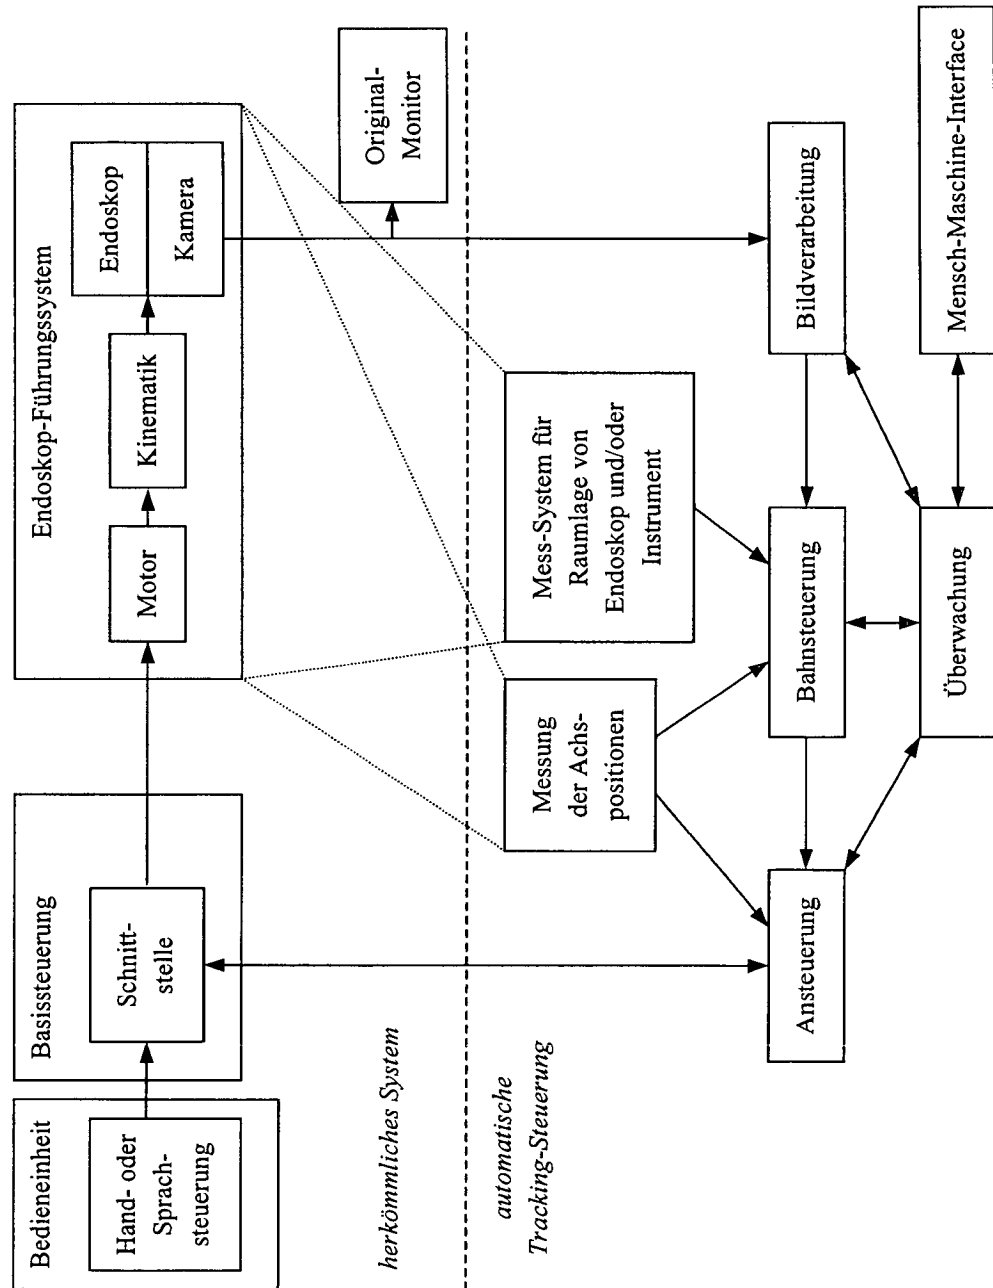 Bedieneinheit
Hand- oder
Sprach-
steuerung
Basissteuerung
Schnitt-
stelle
Endoskop-Führungssystem
Motor
Kinematik
Endoskop
Kamera
Original-
Monitor
herkömmliches System
automatische
Tracking-Steuerung
Messung
der Achs-
positionen
Mess-System für
Raumlage von
Endoskop und/oder
Instrument
Ansteuerung
Bahnsteuerung
Bildverarbeitung
Überwachung
Mensch-Maschine-Interface